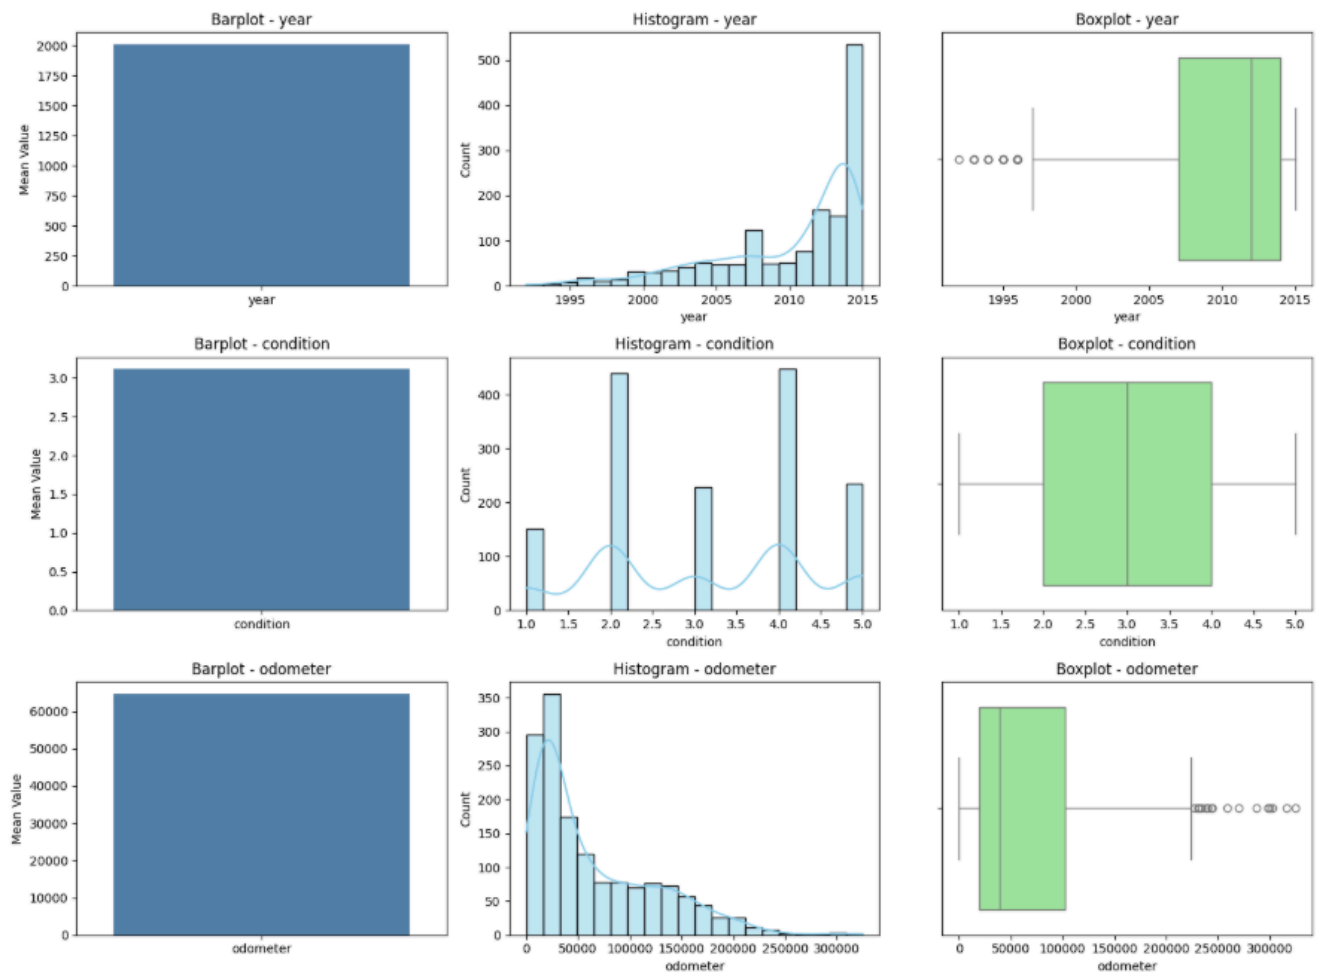 Barplot - year
Mean Value
2000
1750
1500
1250
1000
750
500
250
0
year
Histogram - year
Count
500
400
300
200
100
0
1995 2000 2005 2010 2015
year
Boxplot - year
1995 2000 2005 2010 2015
year
Barplot - condition
Mean Value
3.0
2.5
2.0
1.5
1.0
0.5
0.0
condition
Histogram - condition
Count
400
300
200
100
0
1.0 1.5 2.0 2.5 3.0 3.5 4.0 4.5 5.0
condition
Boxplot - condition
1.0 1.5 2.0 2.5 3.0 3.5 4.0 4.5 5.0
condition
Barplot - odometer
Mean Value
60000
50000
40000
30000
20000
10000
0
odometer
Histogram - odometer
Count
350
300
250
200
150
100
50
0
0 50000 100000 150000 200000 250000 300000
odometer
Boxplot - odometer
0 50000 100000 150000 200000 250000 300000
odometer